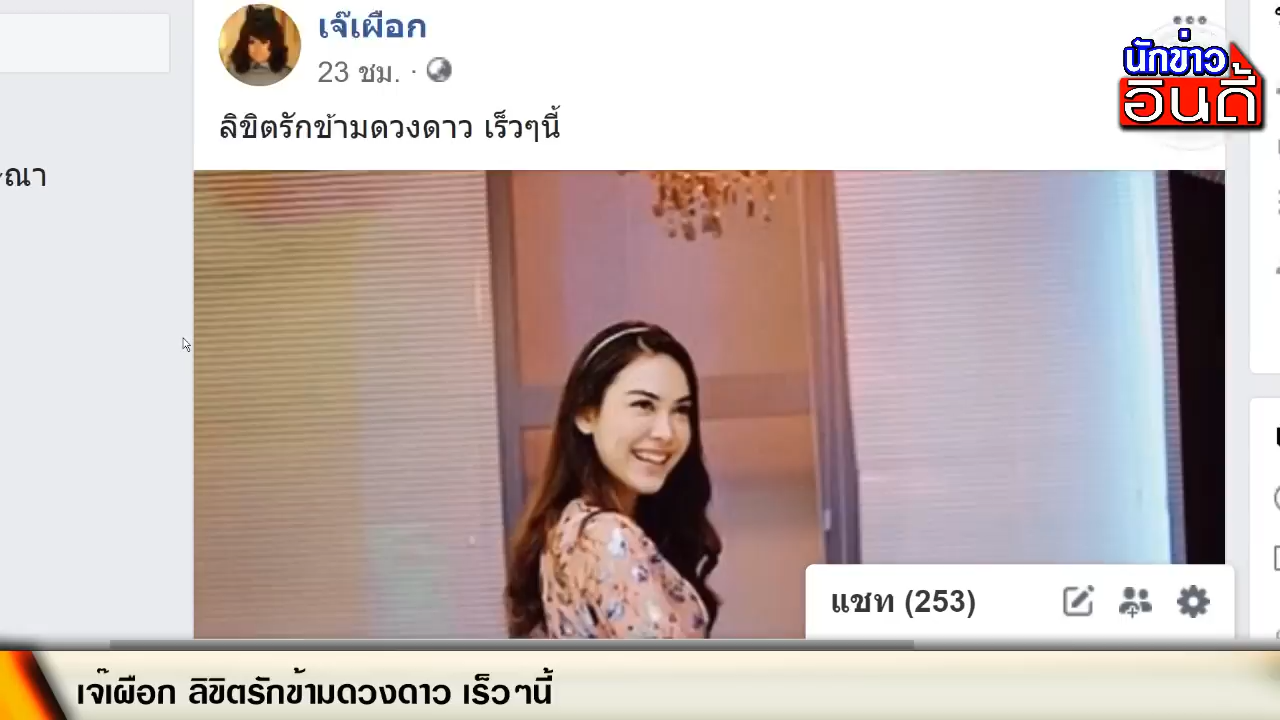 เจ๊เผือก
23 ชม. ·
ลิขิตรักข้ามดวงดาว เร็วๆนี้
นักข่าว
อินดี้
ณา
แชท (253)
เจ๊เผือก ลิขิตรักข้ามดวงดาว เร็วๆนี้